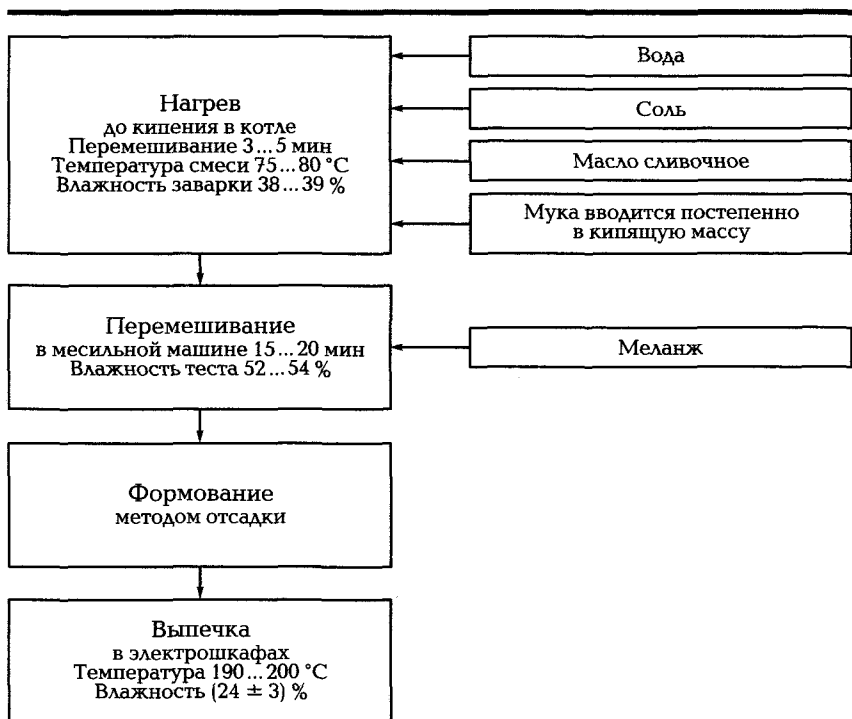 Нагрев
до кипения в котле
Перемешивание 3...5 мин
Температура смеси 75...80 °С
Влажность заварки 38...39 %
Вода
Соль
Масло сливочное
Мука вводится постепенно
в кипящую массу
Перемешивание
в месильной машине 15...20 мин
Влажность теста 52...54 %
Меланж
Формование
методом отсадки
Выпечка
в электрошкафах
Температура 190...200 °С
Влажность (24 ± 3) %